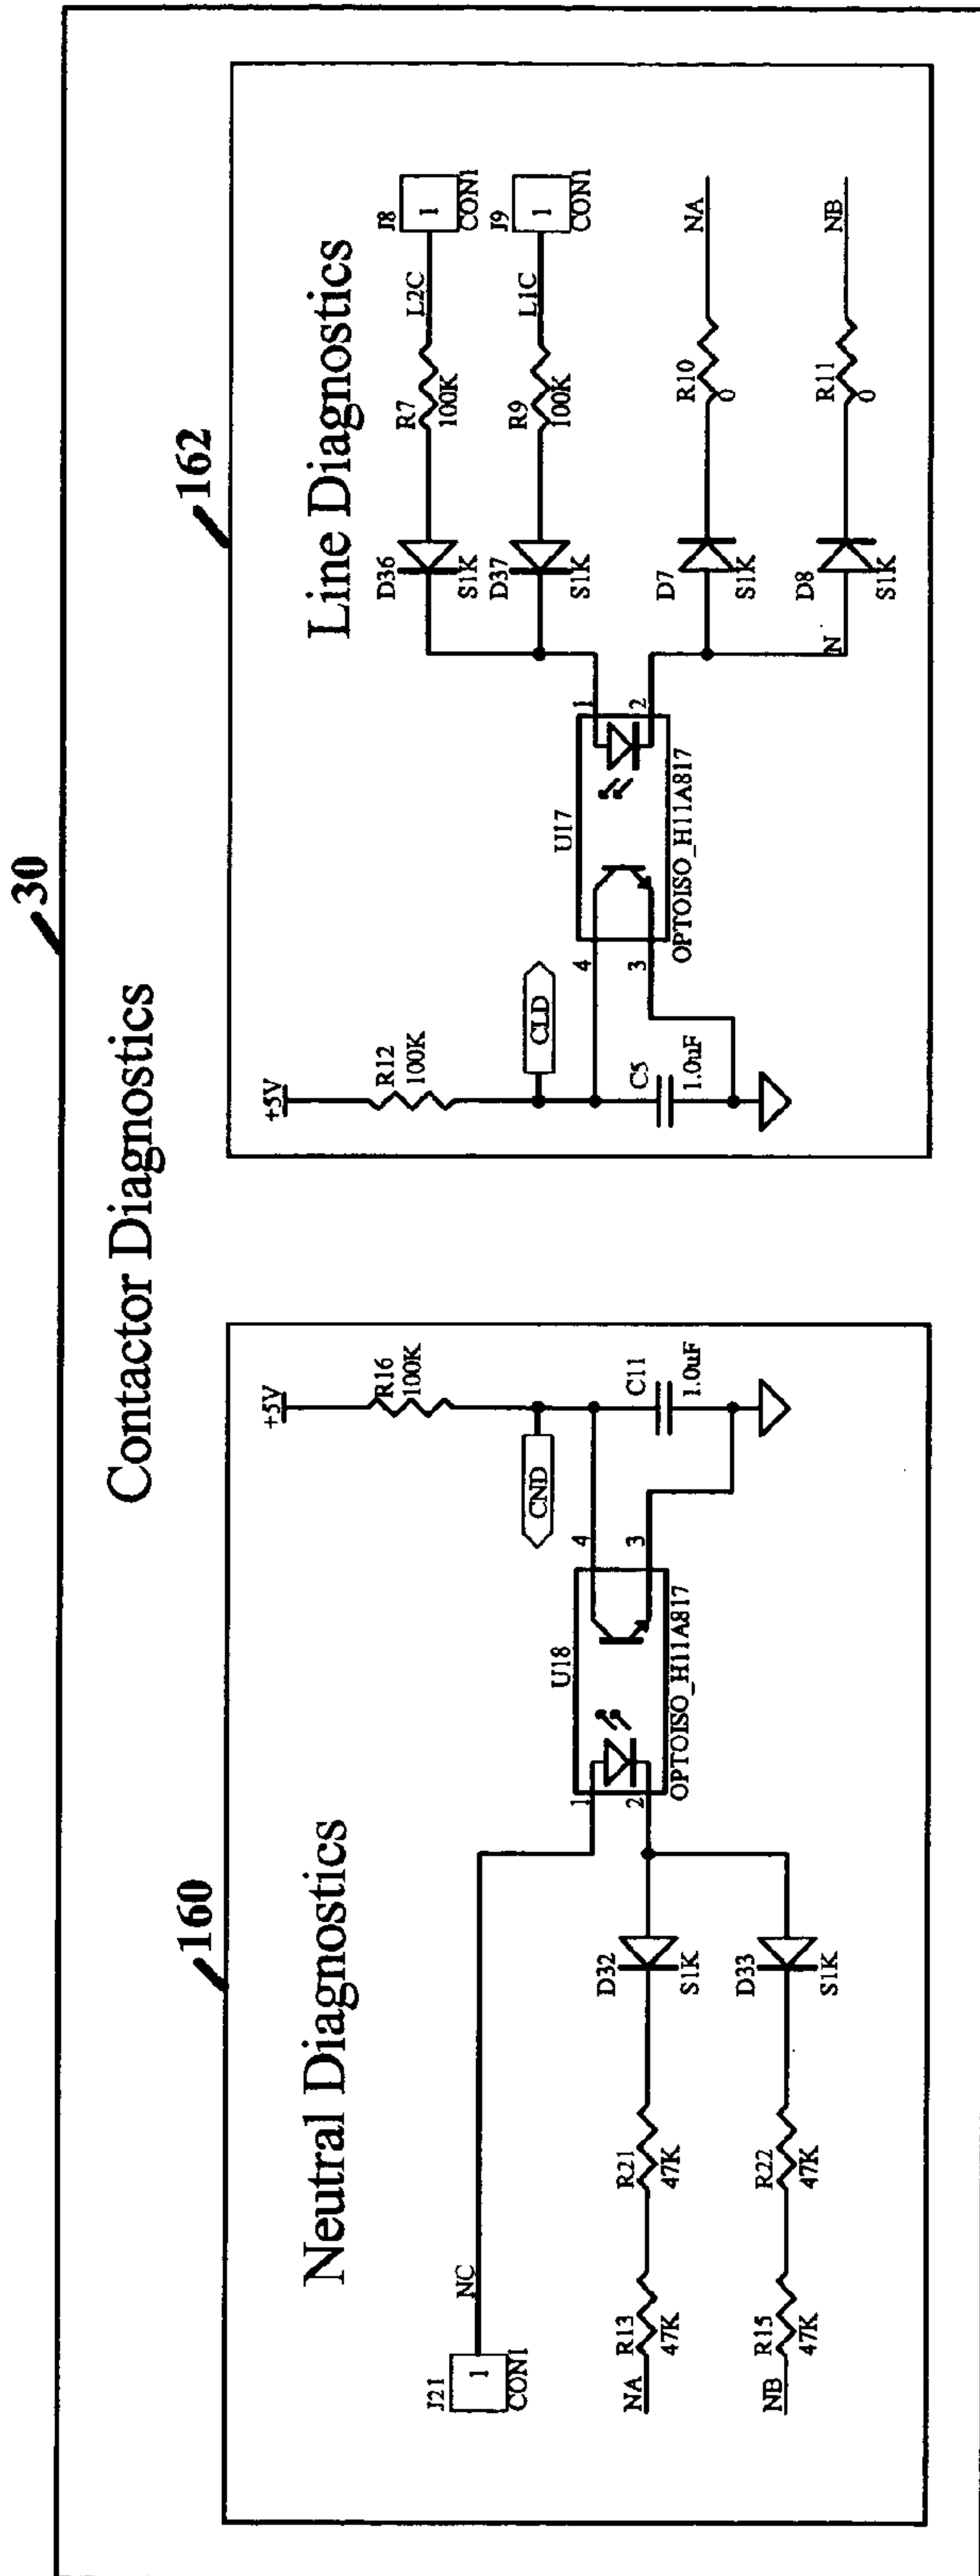 30
Contactor Diagnostics
160
Neutral Diagnostics
J21
1
CON1
NC
NA
R13
47K
R21
47K
D32
S1K
NB
R15
47K
R22
47K
D33
S1K
1
2
U18
OPTOISO_H11A817
4
3
CND
+5V
R16
100K
C11
1.0uF
162
Line Diagnostics
+5V
R12
100K
CLD
C5
1.0uF
4
3
U17
OPTOISO_H11A817
1
2
D36
S1K
R7
100K
L2C
J8
1
CON1
D37
S1K
R9
100K
L1C
J9
1
CON1
D7
S1K
R10
0
NA
N
D8
S1K
R11
0
NB